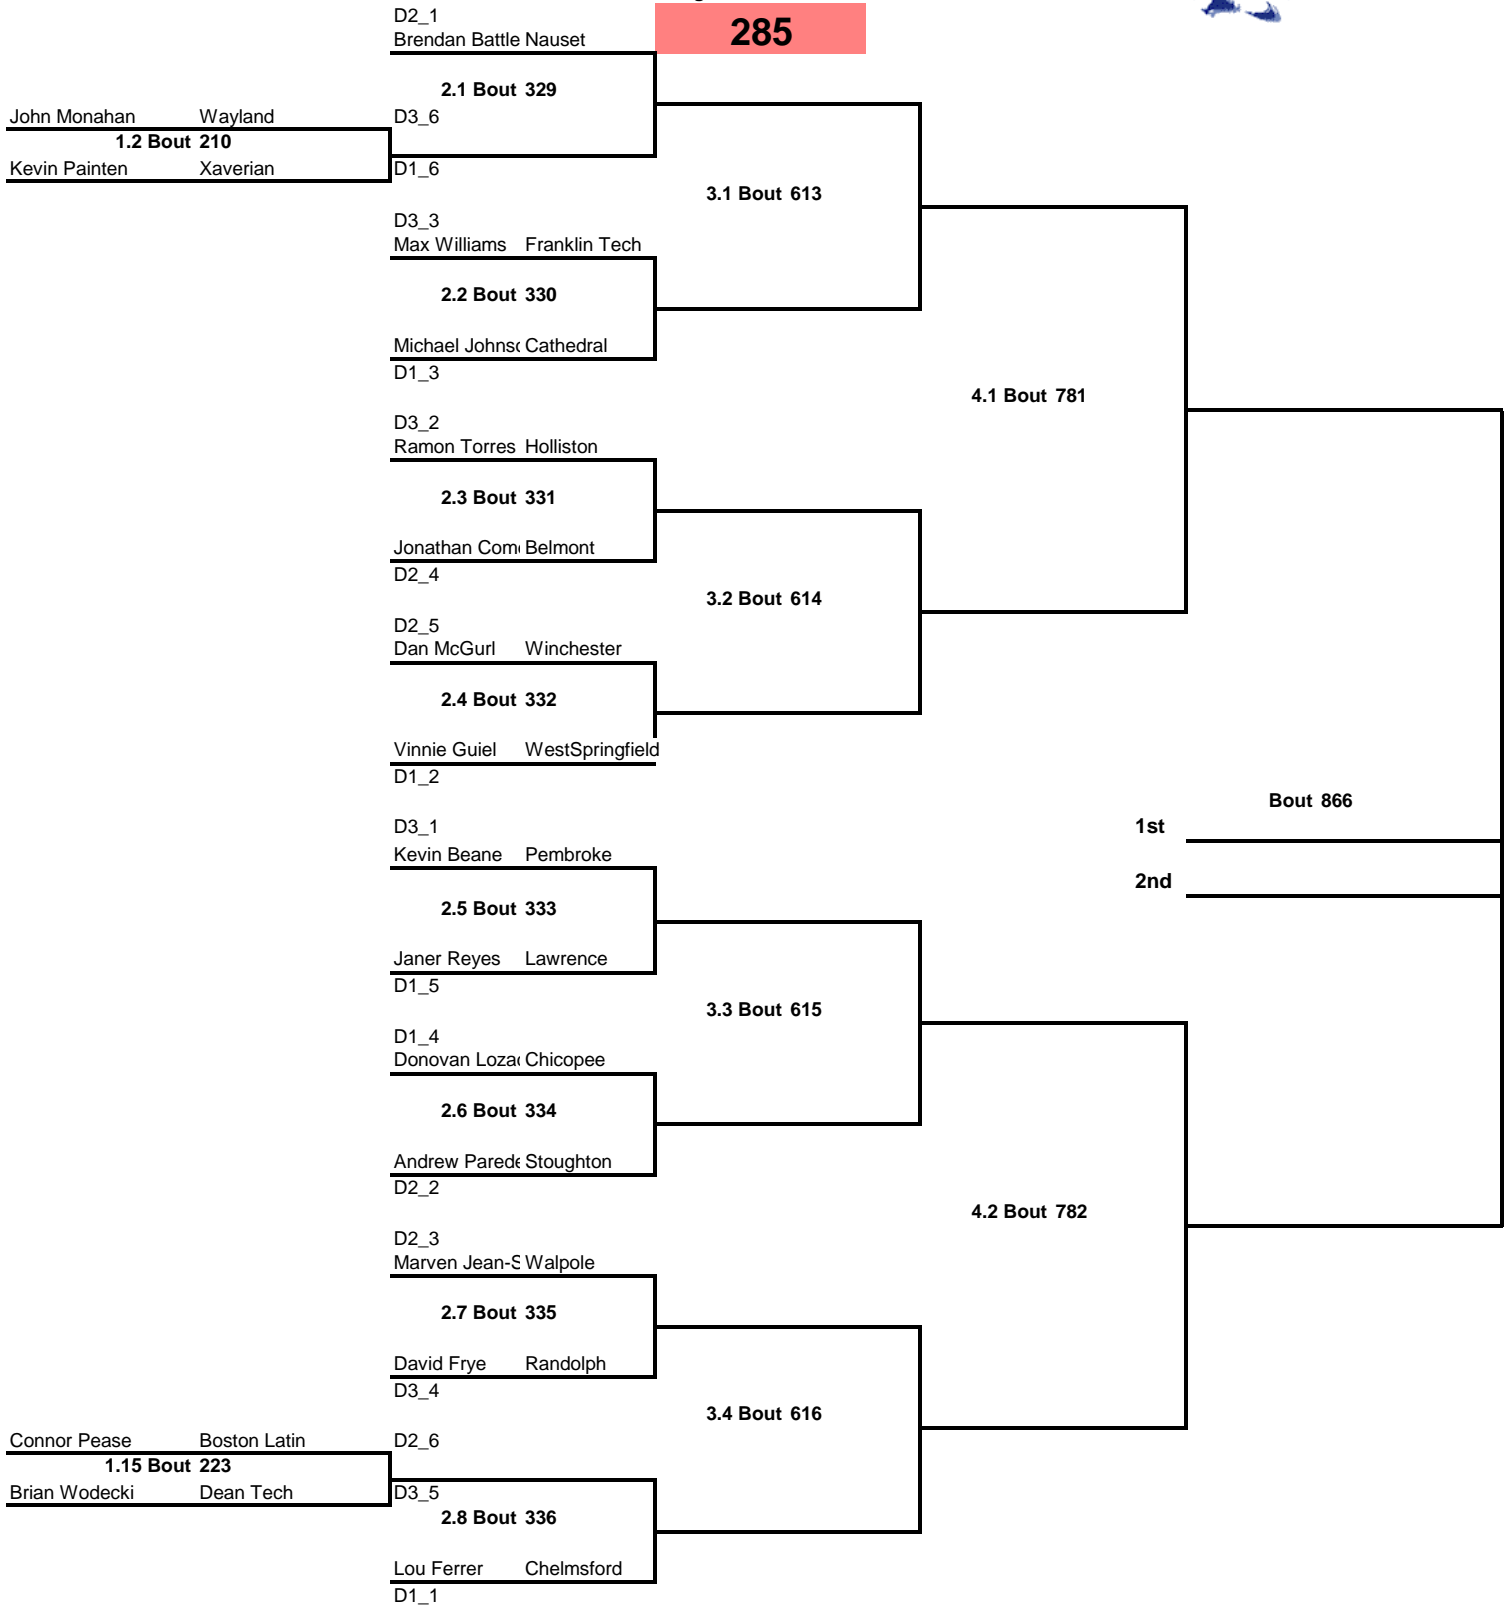 D2_1
Brendan Battle Nauset
285
2.1 Bout 329
John Monahan Wayland
D3_6
1.2 Bout 210
Kevin Painten Xaverian
D1_6
3.1 Bout 613
D3_3
Max Williams Franklin Tech
2.2 Bout 330
Michael Johnsc Cathedral
D1_3
4.1 Bout 781
D3_2
Ramon Torres Holliston
2.3 Bout 331
Jonathan Com Belmont
D2_4
3.2 Bout 614
D2_5
Dan McGurl Winchester
2.4 Bout 332
Vinnie Guiel WestSpringfield
D1_2
Bout 866
1st
D3_1
Kevin Beane Pembroke
2nd
2.5 Bout 333
Janer Reyes Lawrence
D1_5
3.3 Bout 615
D1_4
Donovan Loza Chicopee
2.6 Bout 334
Andrew Parede Stoughton
D2_2
4.2 Bout 782
D2_3
Marven Jean-S Walpole
2.7 Bout 335
David Frye Randolph
D3_4
3.4 Bout 616
Connor Pease Boston Latin
D2_6
1.15 Bout 223
Brian Wodecki Dean Tech
D3_5
2.8 Bout 336
Lou Ferrer Chelmsford
D1_1